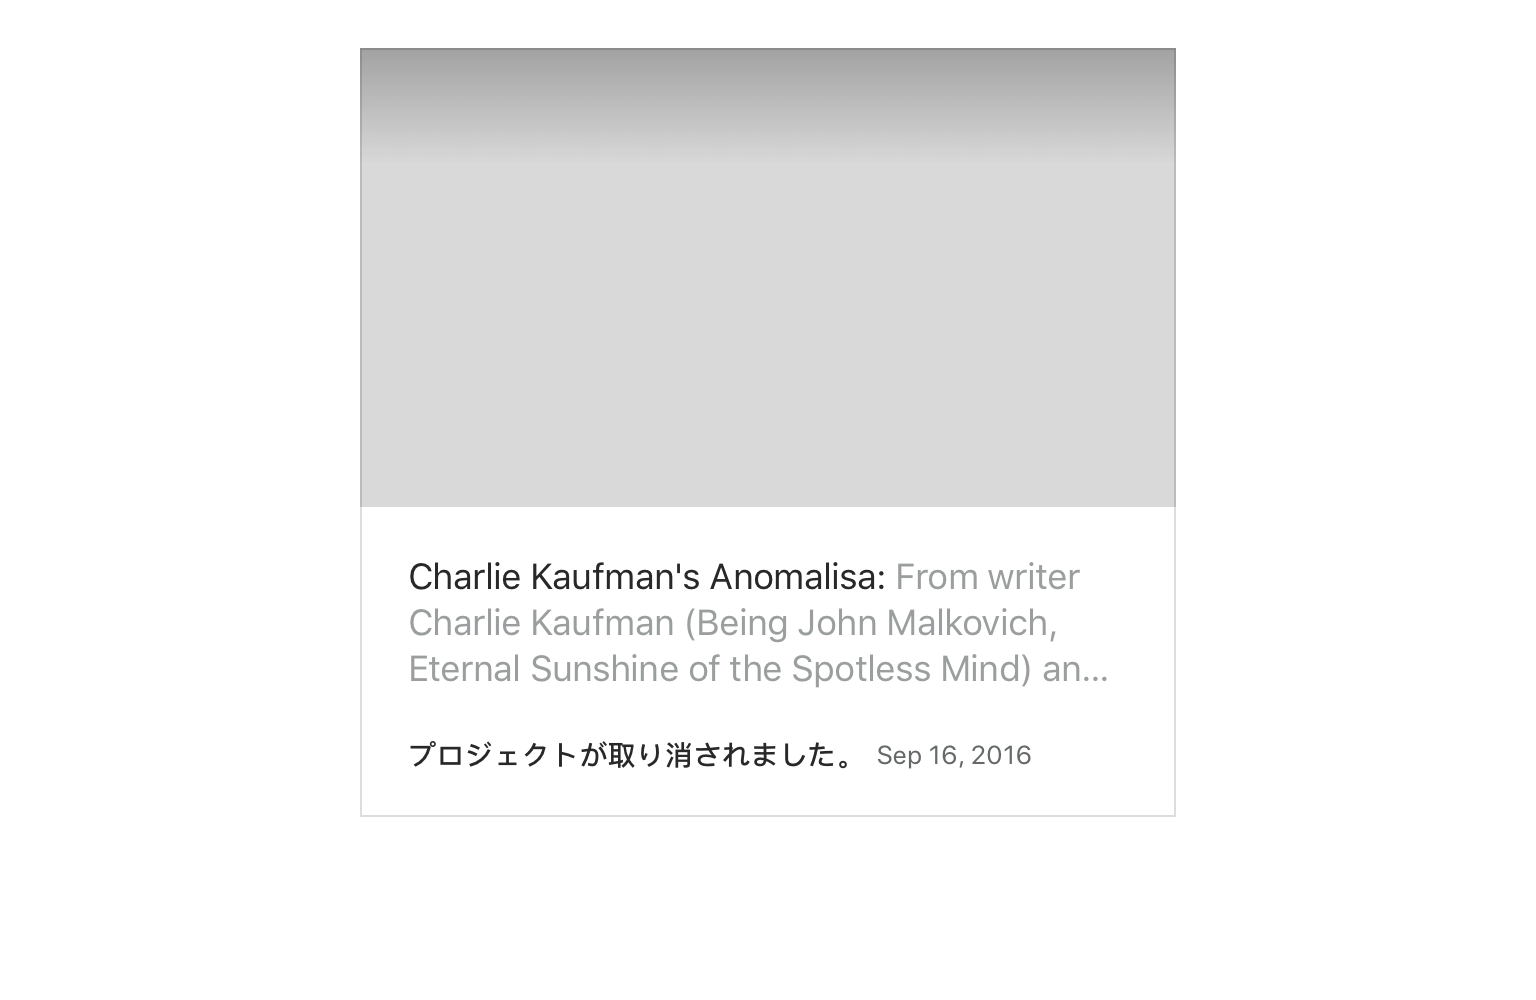 Charlie Kaufman's Anomalisa: From writer
Charlie Kaufman (Being John Malkovich,
Eternal Sunshine of the Spotless Mind) an...
プロジェクトが取り消されました。 Sep 16, 2016